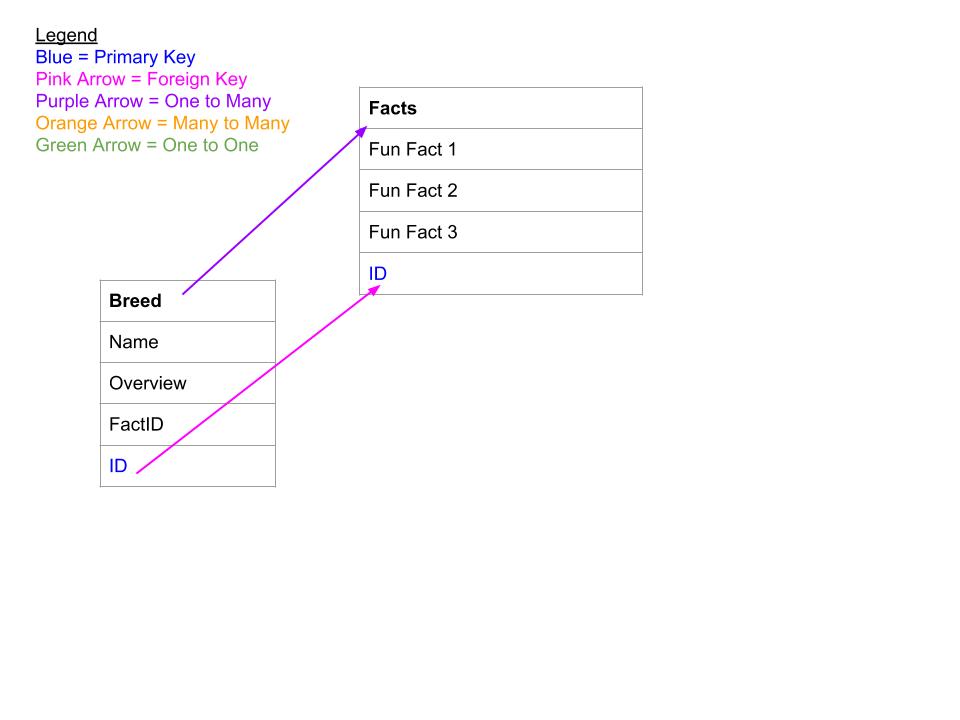 Legend
Blue = Primary Key
Pink Arrow = Foreign Key
Purple Arrow = One to Many
Orange Arrow = Many to Many
Green Arrow = One to One
Facts
Fun Fact 1
Fun Fact 2
Fun Fact 3
ID
Breed
Name
Overview
FactID
ID